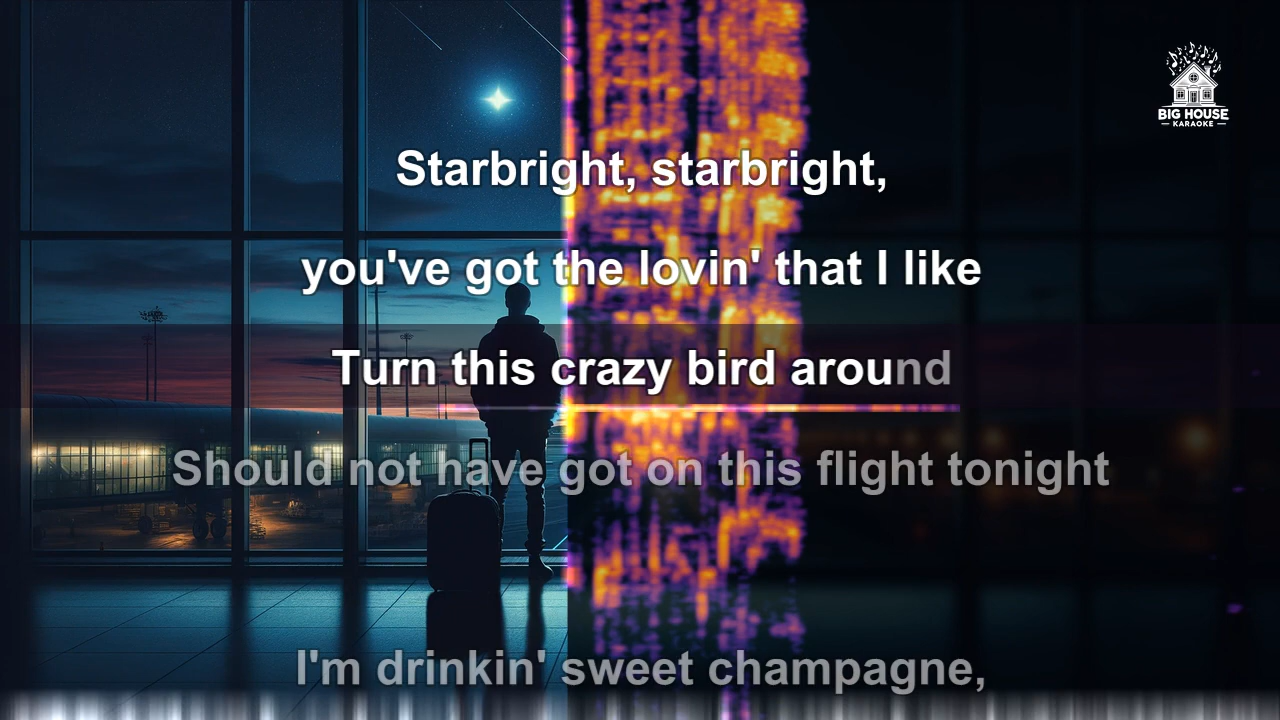 BIG HOUSE
KARAOKE
Starbright, starbright,
you've got the lovin' that I like
Turn this crazy bird around
Should not have got on this flight tonight
I'm drinkin' sweet champagne,